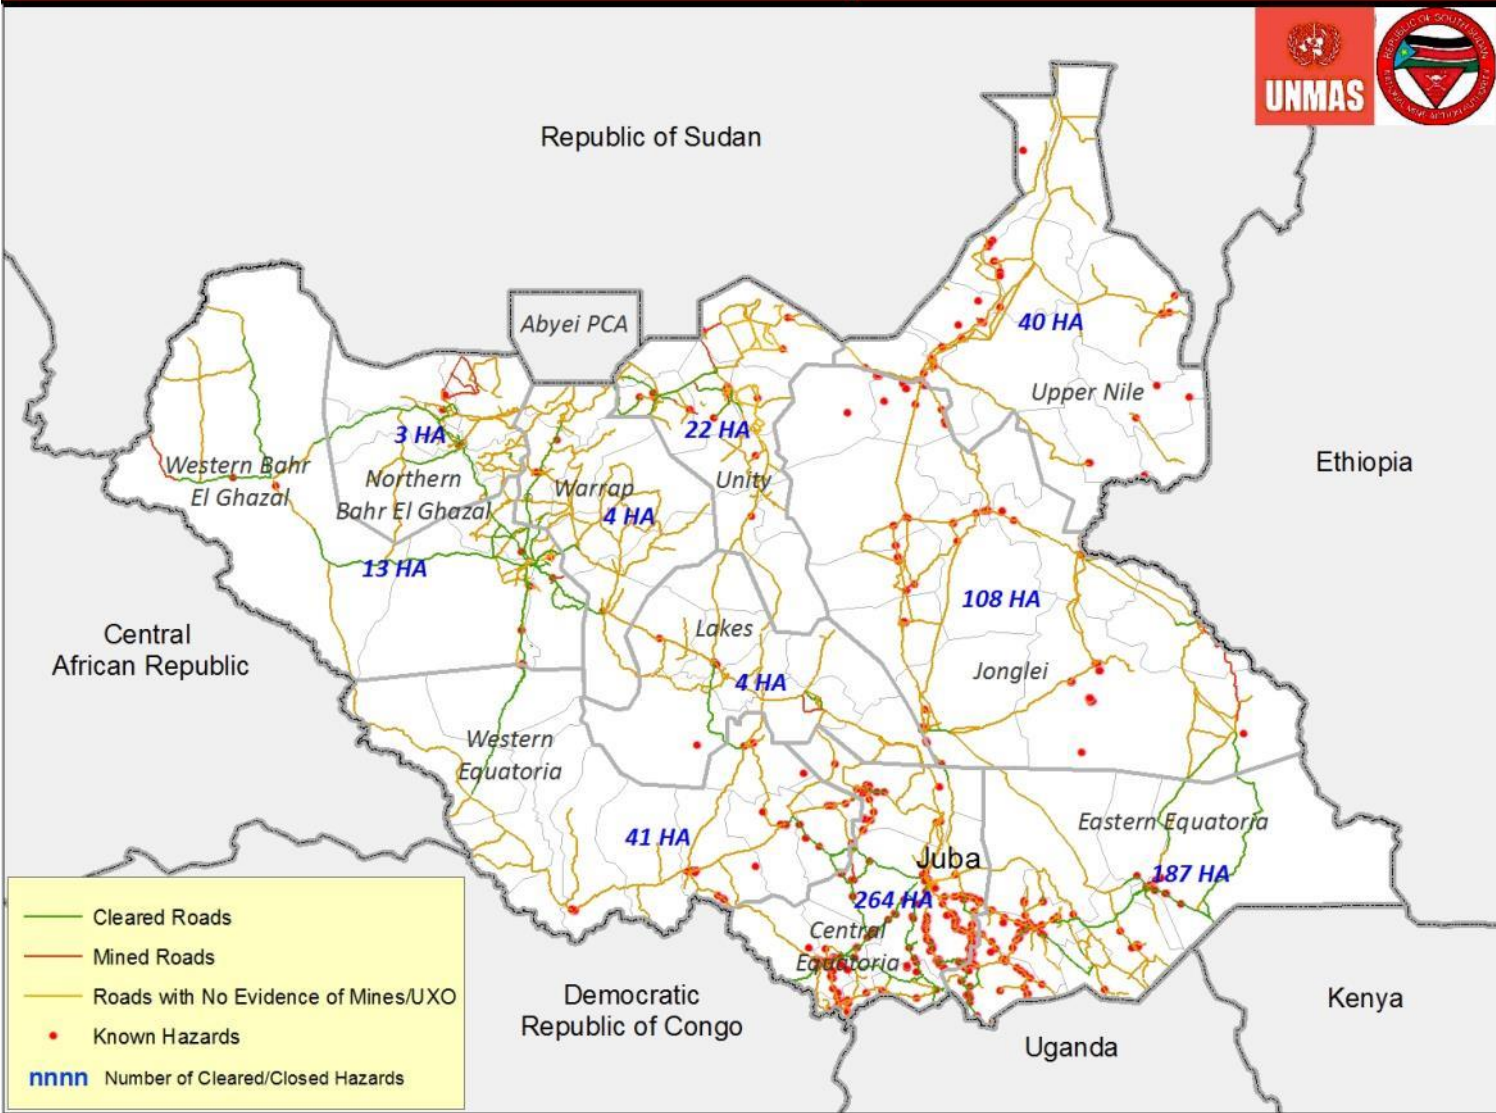 UNMAS
REPUBLIC OF SOUTH SUDAN
Republic of Sudan
Abyei PCA
40 HA
Upper Nile
Ethiopia
3 HA
22 HA
Western Bahr
El Ghazal
Northern
Bahr El Ghazal
Warrap
Unity
4 HA
13 HA
108 HA
Central
African Republic
Lakes
Jonglei
4 HA
Western
Equatoria
41 HA
Eastern Equatoria
Juba
187 HA
264 HA
Central
Equatoria
Democratic
Republic of Congo
Uganda
Kenya
Cleared Roads
Mined Roads
Roads with No Evidence of Mines/UXO
Known Hazards
nnnn Number of Cleared/Closed Hazards